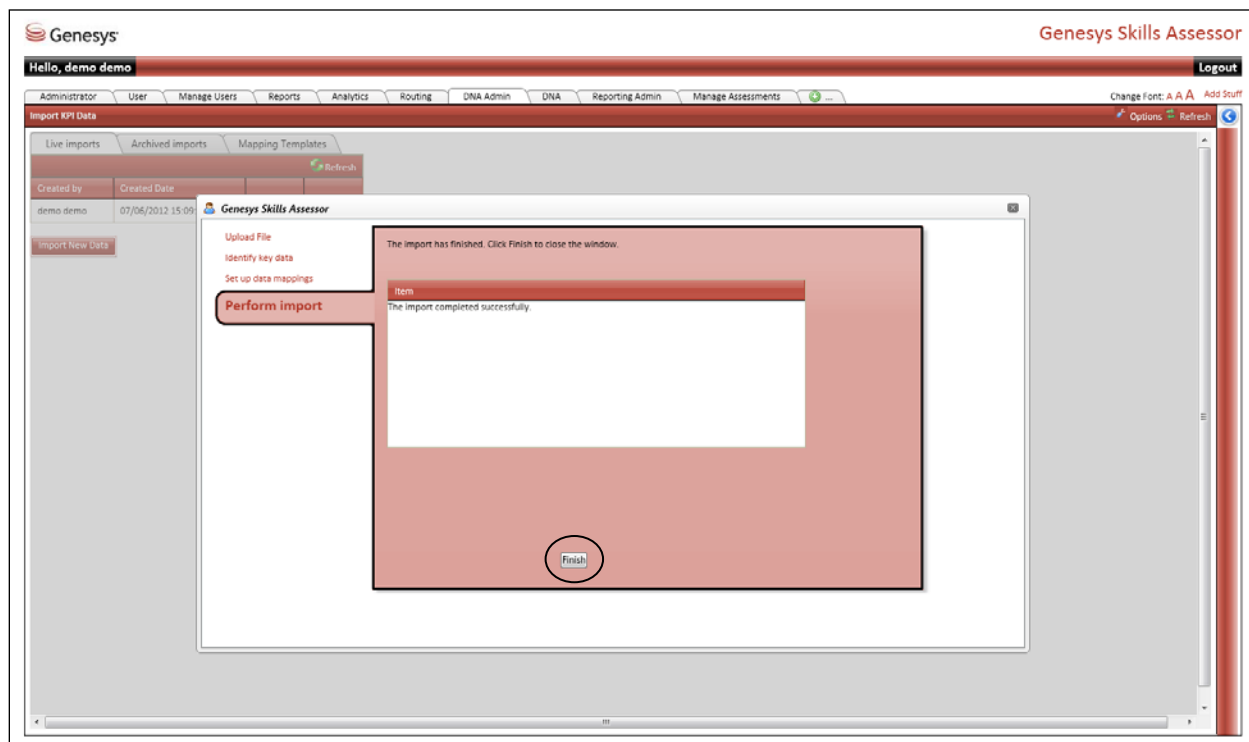 Genesys
Genesys Skills Assessor
Hello, demo demo
Logout
Administrator User Manage Users Reports Analytics Routing DNA Admin DNA Reporting Admin Manage Assessments ...
Change Font: A A A Add Stuff
Import KPI Data
Options Refresh
Live imports Archived imports Mapping Templates
Refresh
Created by Created Date
demo demo 07/06/2012 15:09:
Import New Data
Genesys Skills Assessor
Upload File
Identify key data
Set up data mappings
Perform import
The import has finished. Click Finish to close the window.
Item
The import completed successfully.
Finish